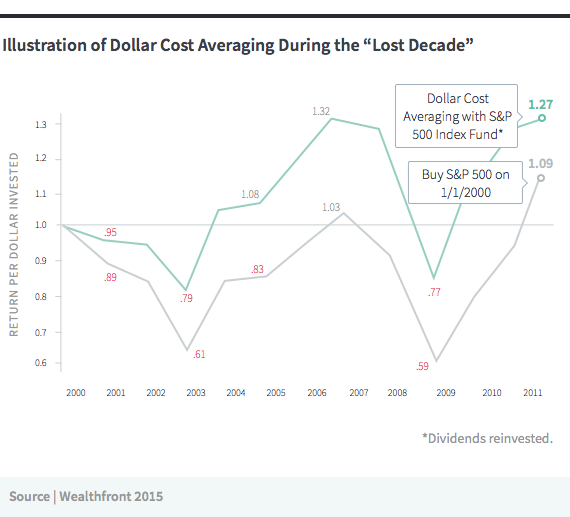 Illustration of Dollar Cost Averaging During the “Lost Decade”
RETURN PER DOLLAR INVESTED
1.3
1.2
1.1
1.0
0.9
0.8
0.7
0.6
.95
.89
.79
.61
1.08
.83
1.32
1.03
.77
.59
Dollar Cost
Averaging with S&P
500 Index Fund*
1.27
Buy S&P 500 on
1/1/2000
1.09
2000 2001 2002 2003 2004 2005 2006 2007 2008 2009 2010 2011
*Dividends reinvested.
Source | Wealthfront 2015